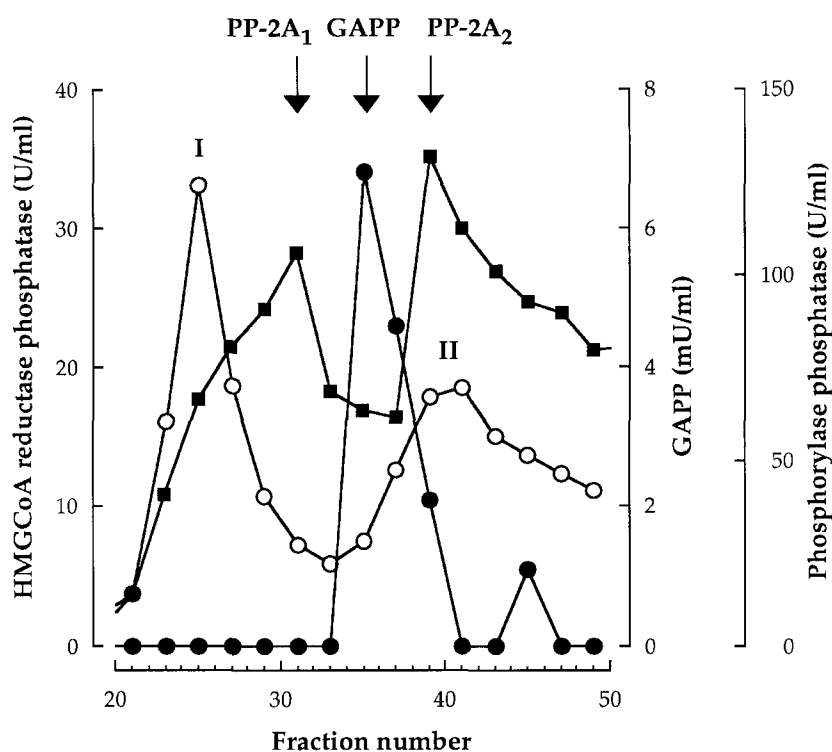 PP-2A1 GAPP PP-2A2
I
II
HMGCoA reductase phosphatase (U/ml)
40
30
20
10
0
8
6
4
2
0
GAPP (mU/ml)
150
100
50
0
Phosphorylase phosphatase (U/ml)
20 30 40 50
Fraction number